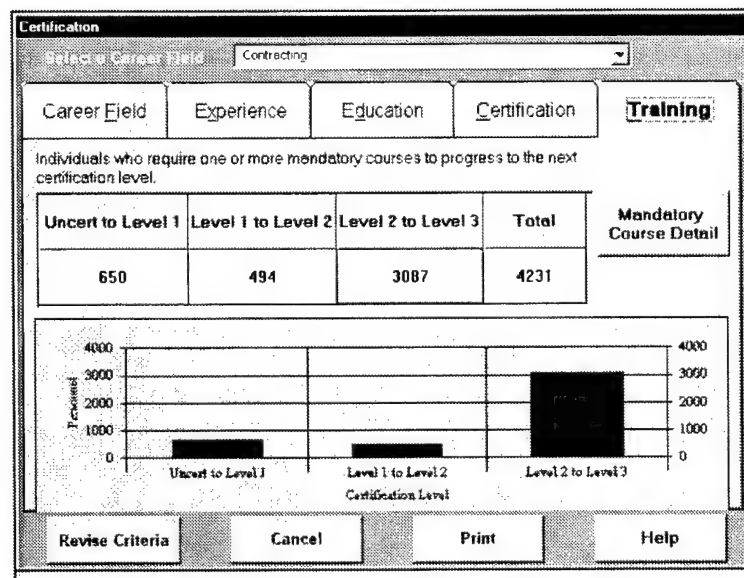 Certification
Select a Career Field Contracting
Career Field Experience Education Certification Training
Individuals who require one or more mandatory courses to progress to the next
certification level.
Uncert to Level 1 Level 1 to Level 2 Level 2 to Level 3 Total
650 494 3087 4231
Mandatory
Course Detail
Personnel
4000 4000
3000 3000
2000 2000
1000 1000
0 0
Uncert to Level 1 Level 1 to Level 2 Level 2 to Level 3
Certification Level
Revise Criteria Cancel Print Help